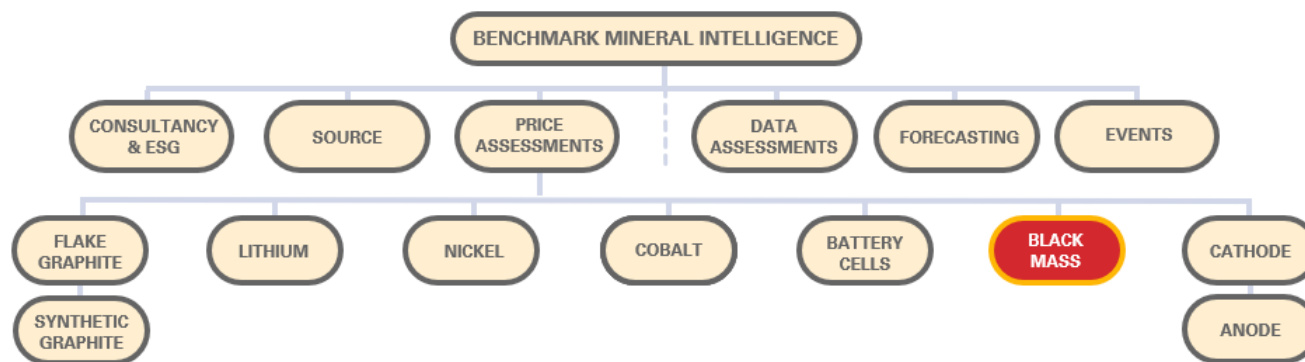 BENCHMARK MINERAL INTELLIGENCE
CONSULTANCY
& ESG
SOURCE
PRICE
ASSESSMENTS
DATA
ASSESSMENTS
FORECASTING
EVENTS
FLAKE
GRAPHITE
LITHIUM
NICKEL
COBALT
BATTERY
CELLS
BLACK
MASS
CATHODE
SYNTHETIC
GRAPHITE
ANODE